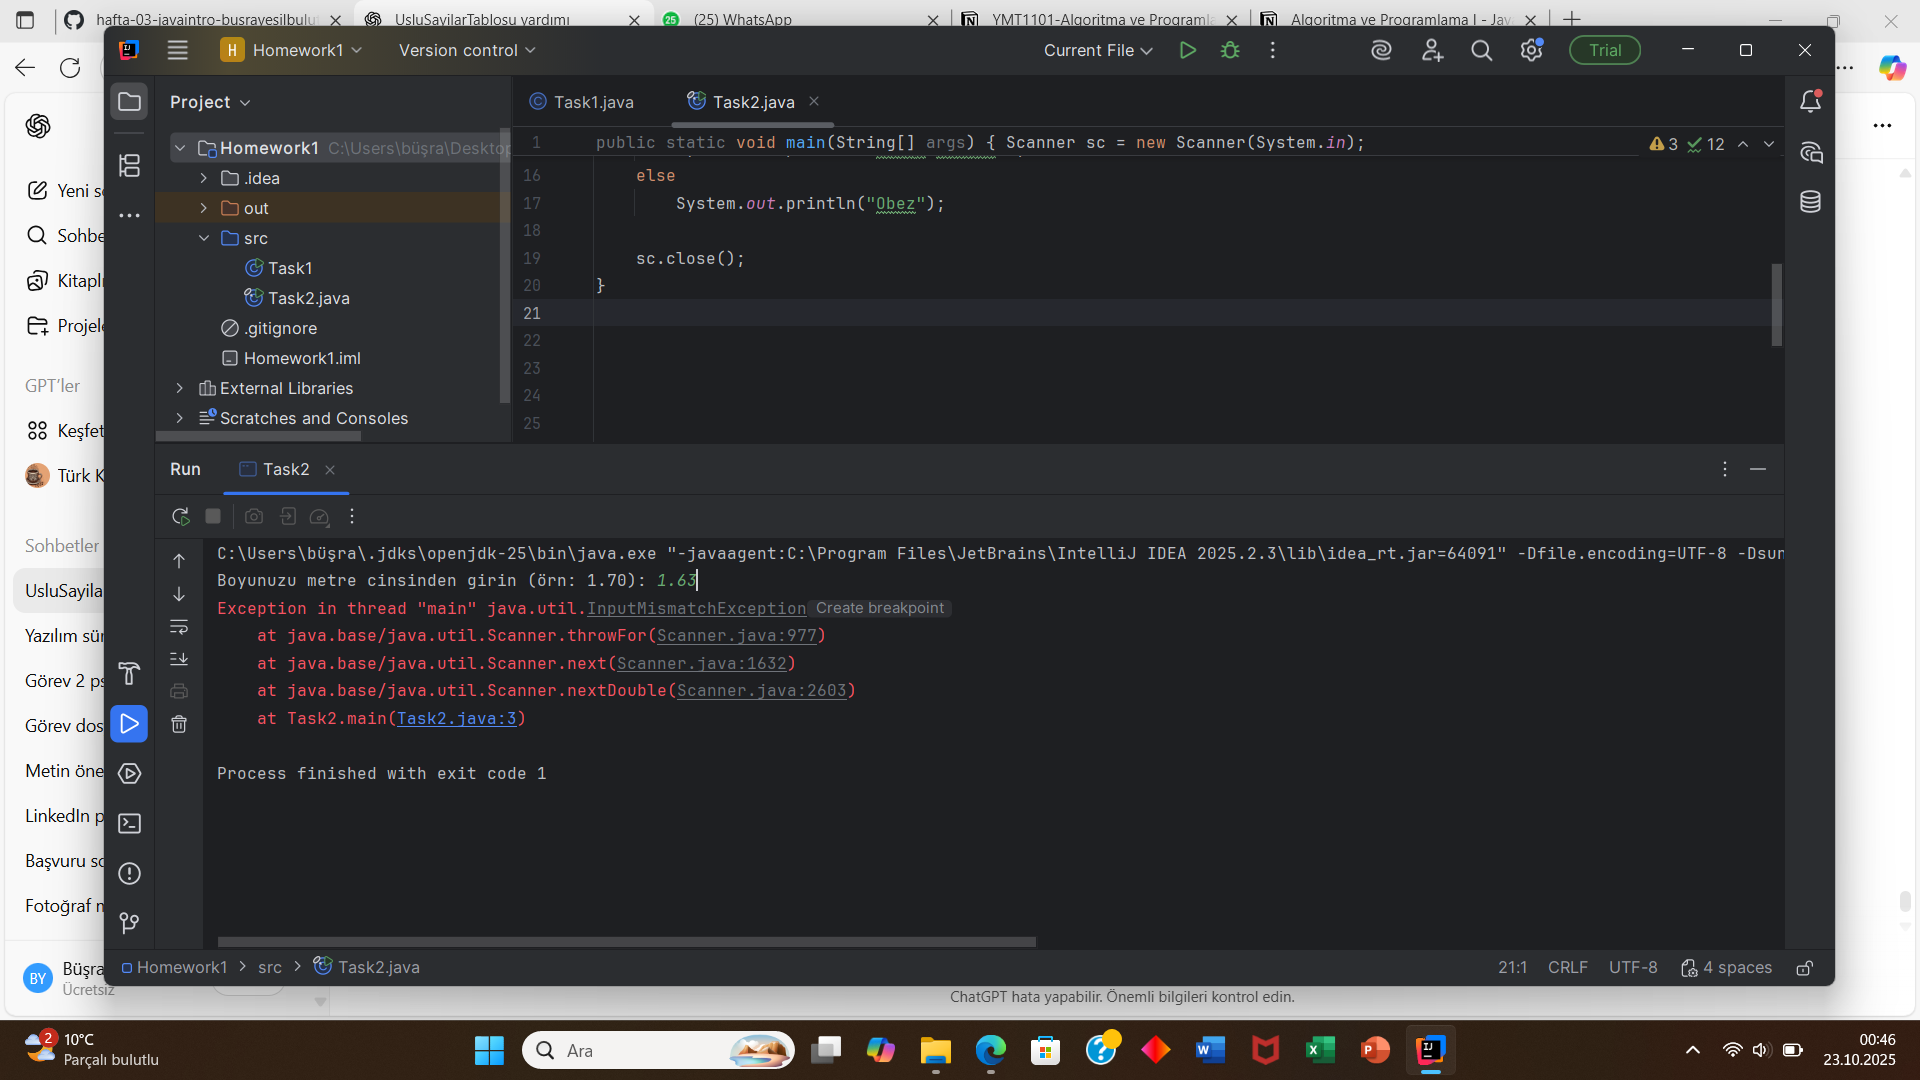 hafta-03-javaintro-busrayesilbulut
UsluSayilarTablosu yardımı
(25) WhatsApp
YMT1101-Algoritma ve Programla
Algoritma ve Programlama I - Java
H Homework1
Version control
Current File
Trial
Project
Task1.java
Task2.java
Homework1 C:\Users\büşra\Desktop
.idea
out
src
Task1
Task2.java
.gitignore
Homework1.iml
External Libraries
Scratches and Consoles
1 public static void main(String[] args) { Scanner sc = new Scanner(System.in);
3 12
16 else
17 System.out.println("Obez");
18
19 sc.close();
20 }
21
22
23
24
25
Yeni s
Sohbe
Kitaplı
Projele
GPT'ler
Keşfet
Türk K
Sohbetler
UsluSayila
Yazılım sür
Görev 2 ps
Görev dos
Metin öne
LinkedIn p
Başvuru so
Fotoğraf m
BY Büşra
Ücretsiz
Run
Task2
C:\Users\büşra\.jdks\openjdk-25\bin\java.exe "-javaagent:C:\Program Files\JetBrains\IntelliJ IDEA 2025.2.3\lib\idea_rt.jar=64091" -Dfile.encoding=UTF-8 -Dsun
Boyunuzu metre cinsinden girin (örn: 1.70): 1.63
Exception in thread "main" java.util.InputMismatchException Create breakpoint
at java.base/java.util.Scanner.throwFor(Scanner.java:977)
at java.base/java.util.Scanner.next(Scanner.java:1632)
at java.base/java.util.Scanner.nextDouble(Scanner.java:2603)
at Task2.main(Task2.java:3)
Process finished with exit code 1
Homework1 > src > Task2.java
21:1 CRLF UTF-8 4 spaces
ChatGPT hata yapabilir. Önemli bilgileri kontrol edin.
2 10°C
Parçalı bulutlu
Ara
00:46
23.10.2025